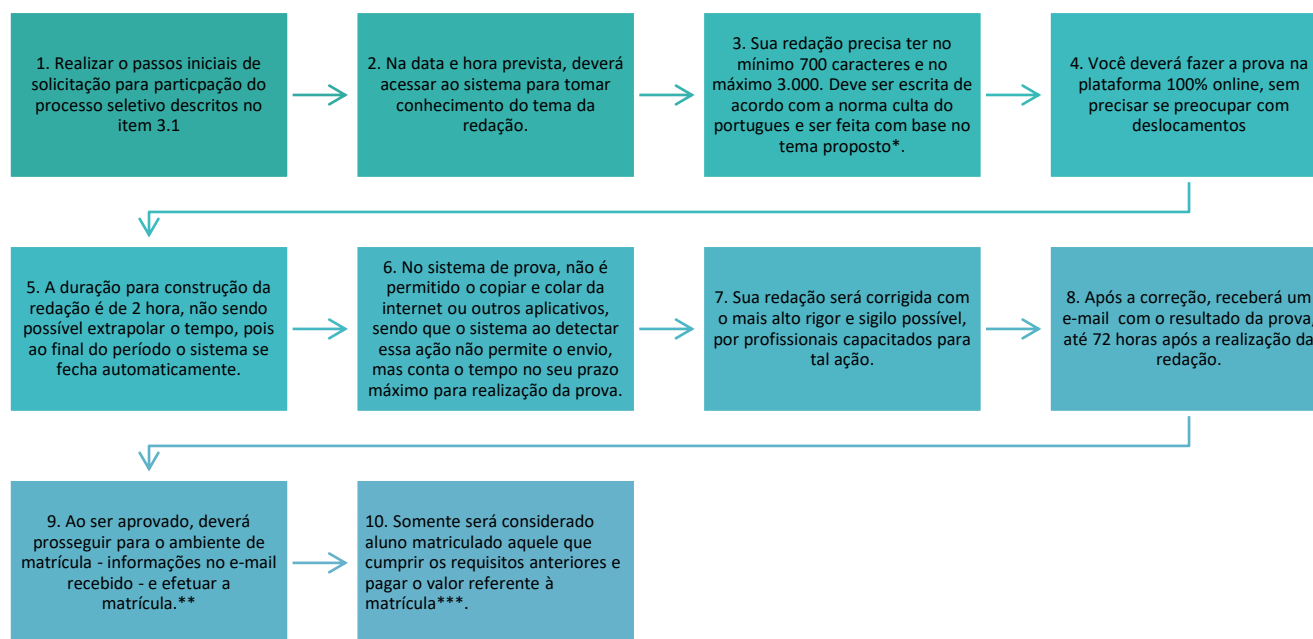 1. Realizar o passos iniciais de
solicitação para particpação do
processo seletivo descritos no
item 3.1
2. Na data e hora prevista, deverá
acessar ao sistema para tomar
conhecimento do tema da
redação.
3. Sua redação precisa ter no
mínimo 700 caracteres e no
máximo 3.000. Deve ser escrita de
acordo com a norma culta do
portugues e ser feita com base no
tema proposto*.
4. Você deverá fazer a prova na
plataforma 100% online, sem
precisar se preocupar com
deslocamentos
5. A duração para construção da
redação é de 2 hora, não sendo
possível extrapolar o tempo, pois
ao final do período o sistema se
fecha automaticamente.
6. No sistema de prova, não é
permitido o copiar e colar da
internet ou outros aplicativos,
sendo que o sistema ao detectar
essa ação não permite o envio,
mas conta o tempo no seu prazo
máximo para realização da prova.
7. Sua redação será corrigida com
o mais alto rigor e sigilo possível,
por profissionais capacitados para
tal ação.
8. Após a correção, receberá um
e-mail com o resultado da prova,
até 72 horas após a realização da
redação.
9. Ao ser aprovado, deverá
prosseguir para o ambiente de
matrícula - informações no e-mail
recebido - e efetuar a
matrícula.**
10. Somente será considerado
aluno matriculado aquele que
cumprir os requisitos anteriores e
pagar o valor referente à
matrícula***.